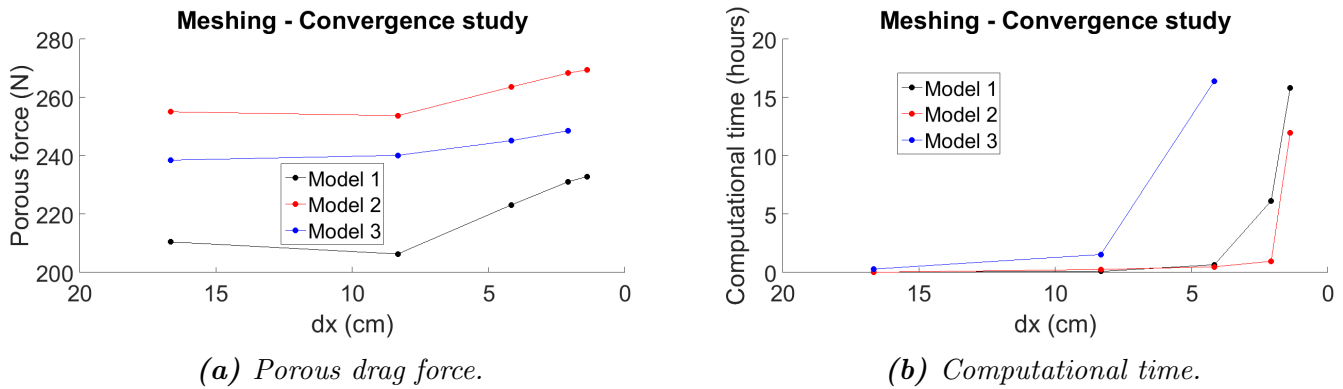 Meshing - Convergence study
280
260
240
220
200
Porous force (N)
Model 1
Model 2
Model 3
20
15
10
5
0
dx (cm)
(a) Porous drag force.
Meshing - Convergence study
20
15
10
5
0
Computational time (hours)
Model 1
Model 2
Model 3
20
15
10
5
0
dx (cm)
(b) Computational time.